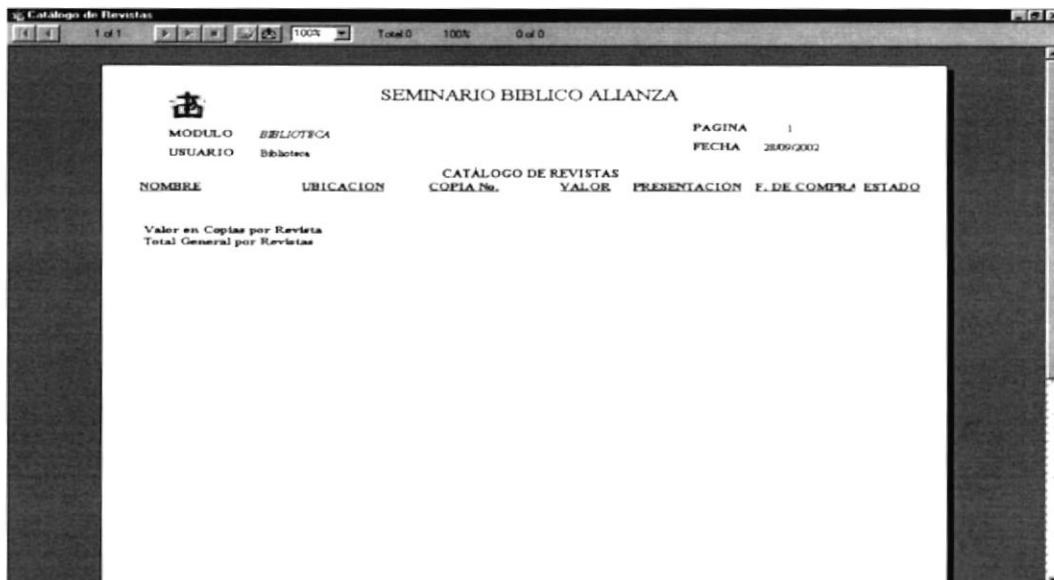 Catálogo de Revistas
1 of 1 100% Total:0 100% 0 of 0
SEMINARIO BIBLICO ALIANZA
MODULO BIBLIOTECA PAGINA 1
USUARIO Biblioteca FECHA 28/09/2002
CATÁLOGO DE REVISTAS
NOMBRE UBICACION COPIA No. VALOR PRESENTACION F. DE COMPRA ESTADO
Valor en Copias por Revista
Total General por Revistas